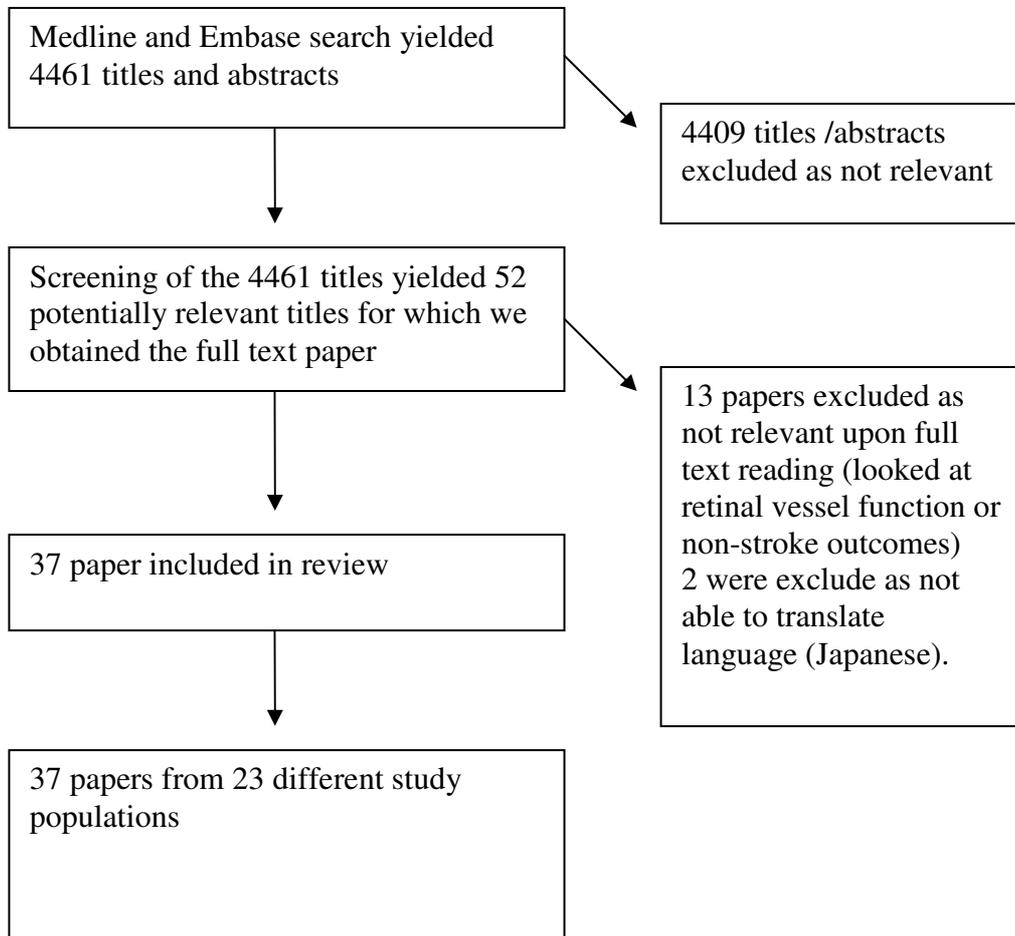 Medline and Embase search yielded
4461 titles and abstracts
4409 titles /abstracts
excluded as not relevant
Screening of the 4461 titles yielded 52
potentially relevant titles for which we
obtained the full text paper
13 papers excluded as
not relevant upon full
text reading (looked at
retinal vessel function or
non-stroke outcomes)
2 were exclude as not
able to translate
language (Japanese).
37 paper included in review
37 papers from 23 different study
populations